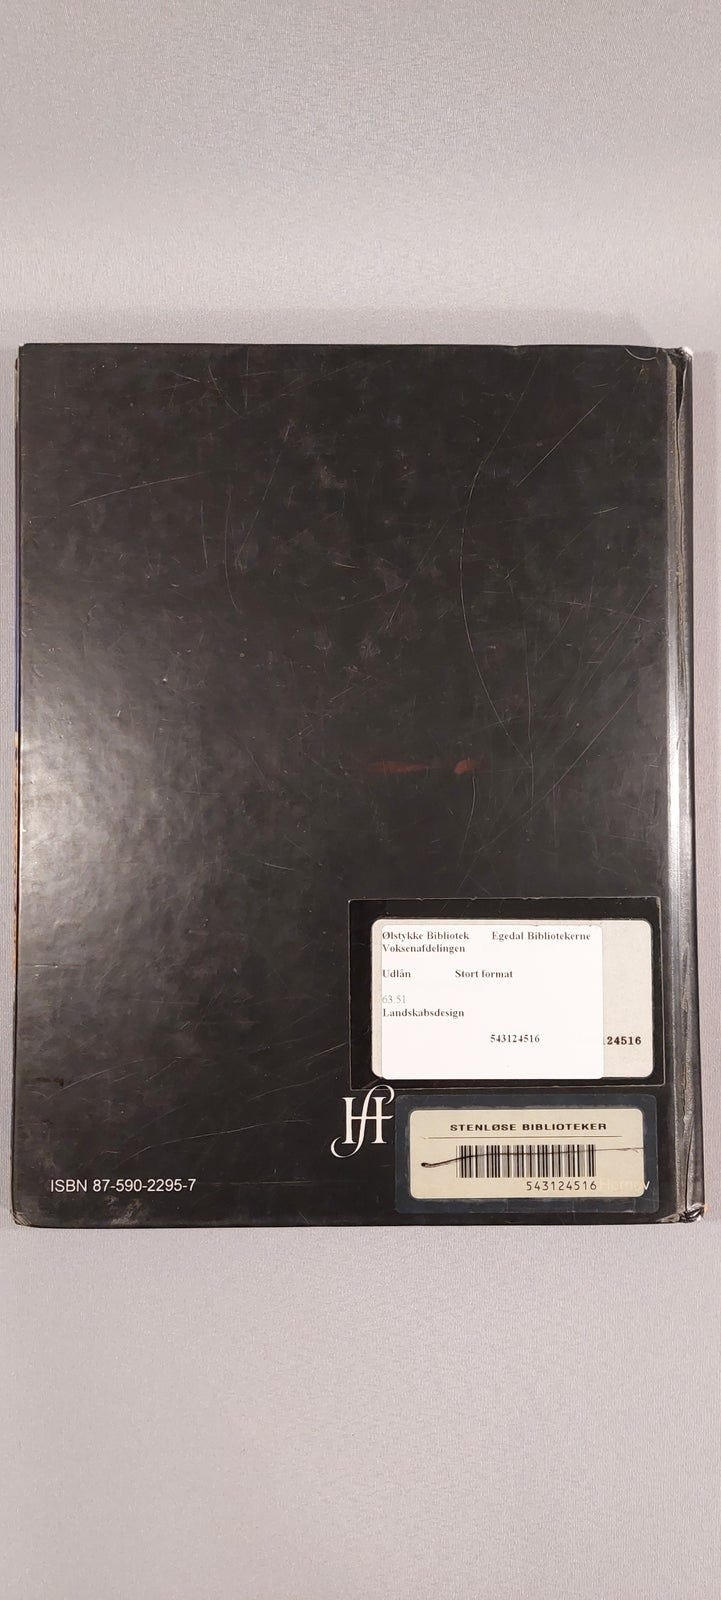 Ølstykke Bibliotek Egedal Bibliotekerne
Voksenafdelingen
Udlån Stort format
63.51
Landskabsdesign
543124516 124516
STENLØSE BIBLIOTEKER
543124516
ISBN 87-590-2295-7